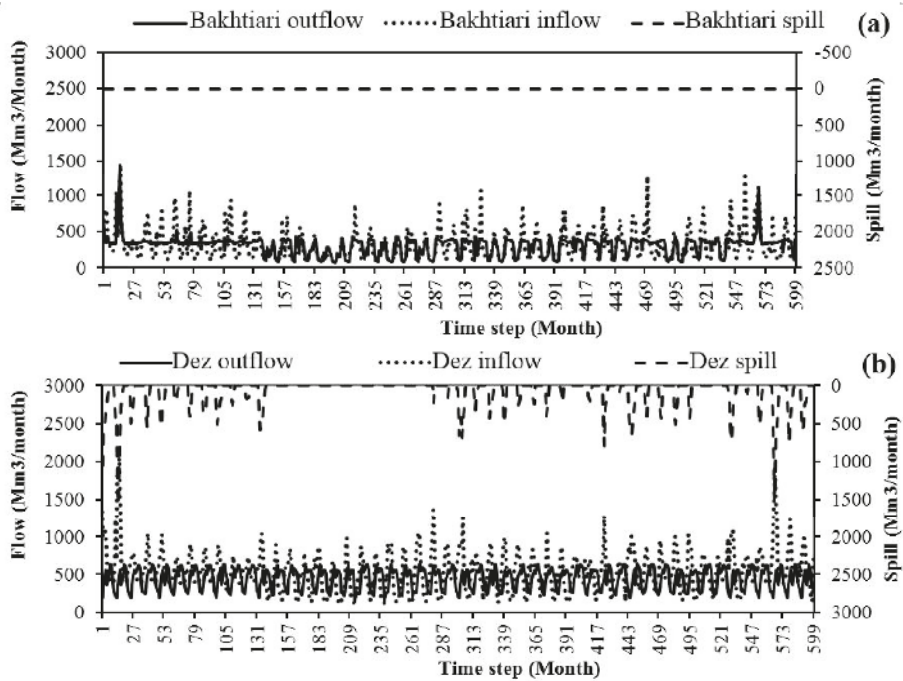 Bakhtiari outflow Bakhtiari inflow Bakhtiari spill (a)
Flow (Mm3/Month)
3000
2500
2000
1500
1000
500
0
-500
0
500
1000
1500
2000
2500
Spill (Mm3/month)
1 27 53 79 105 131 157 183 209 235 261 287 313 339 365 391 417 443 469 495 521 547 573 599
Time step (Month)
Dez outflow Dez inflow Dez spill (b)
Flow (Mm3/month)
3000
2500
2000
1500
1000
500
0
0
500
1000
1500
2000
2500
3000
Spill (Mm3/month)
1 27 53 79 105 131 157 183 209 235 261 287 313 339 365 391 417 443 469 495 521 547 573 599
Time step (Month)